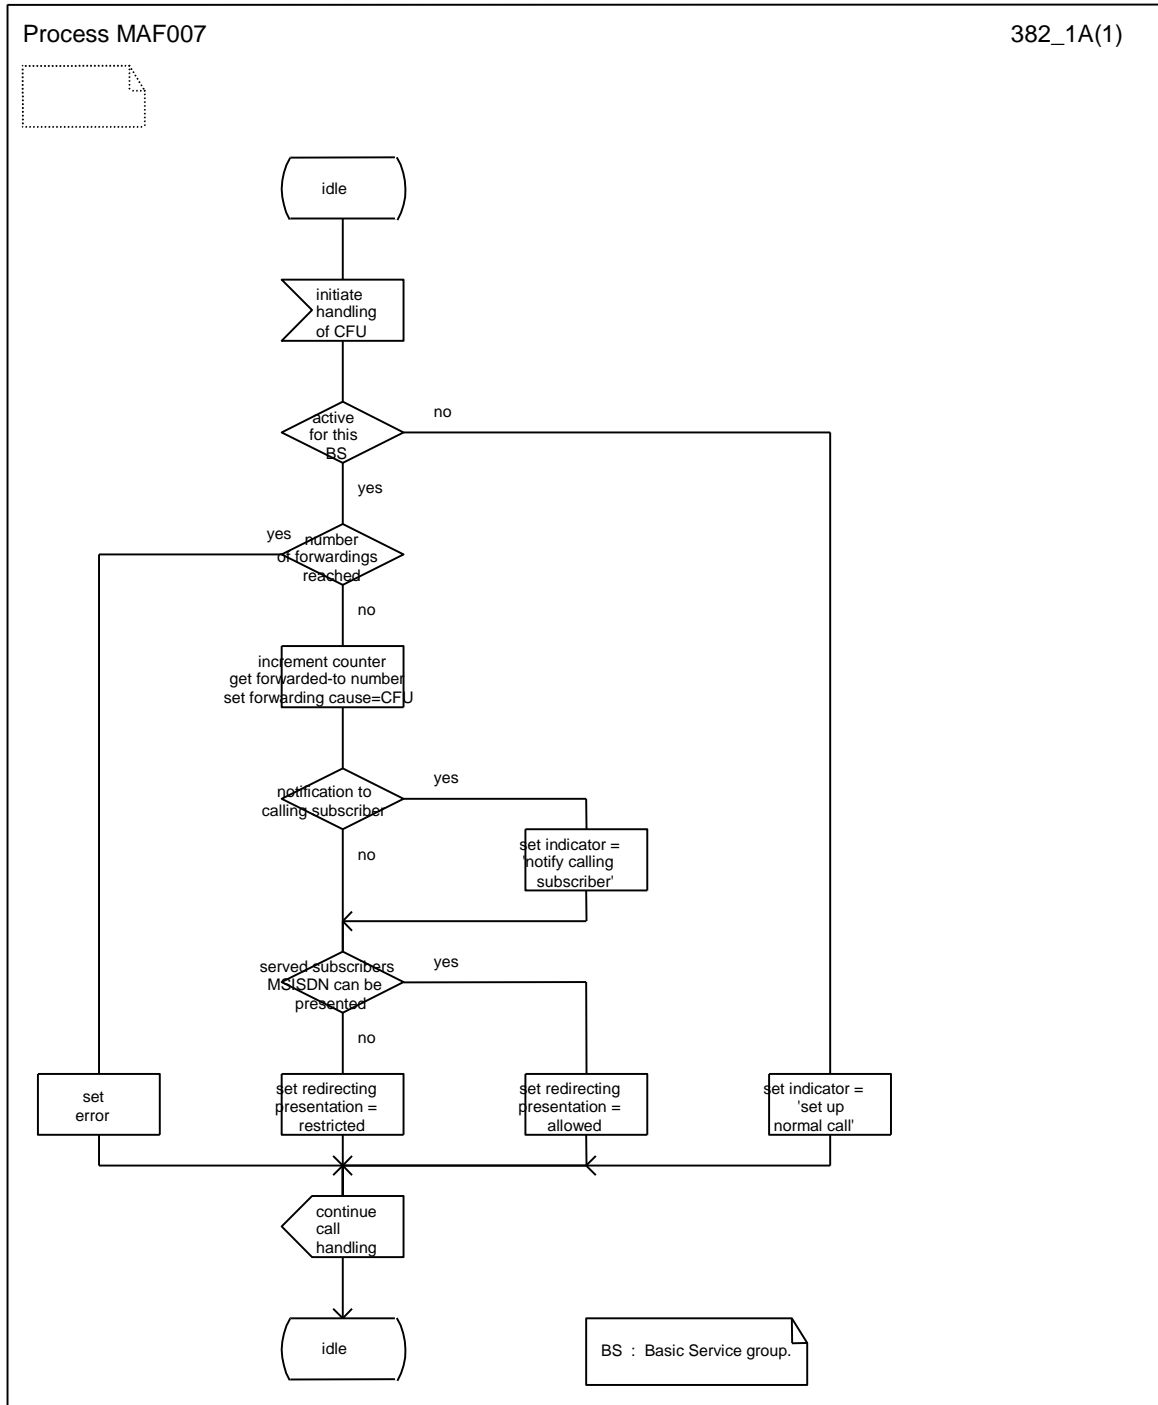 Process MAF007
382_1A(1)
idle
initiate
handling
of CFU
active
for this
BS
no
yes
yes
number
of forwardings
reached
no
increment counter
get forwarded-to number
set forwarding cause=CFU
notification to
calling subscriber
yes
no
set indicator =
'notify calling
subscriber'
served subscribers
MSISDN can be
presented
yes
no
set
error
set redirecting
presentation =
restricted
set redirecting
presentation =
allowed
set indicator =
'set up
normal call'
continue
call
handling
idle
BS : Basic Service group.